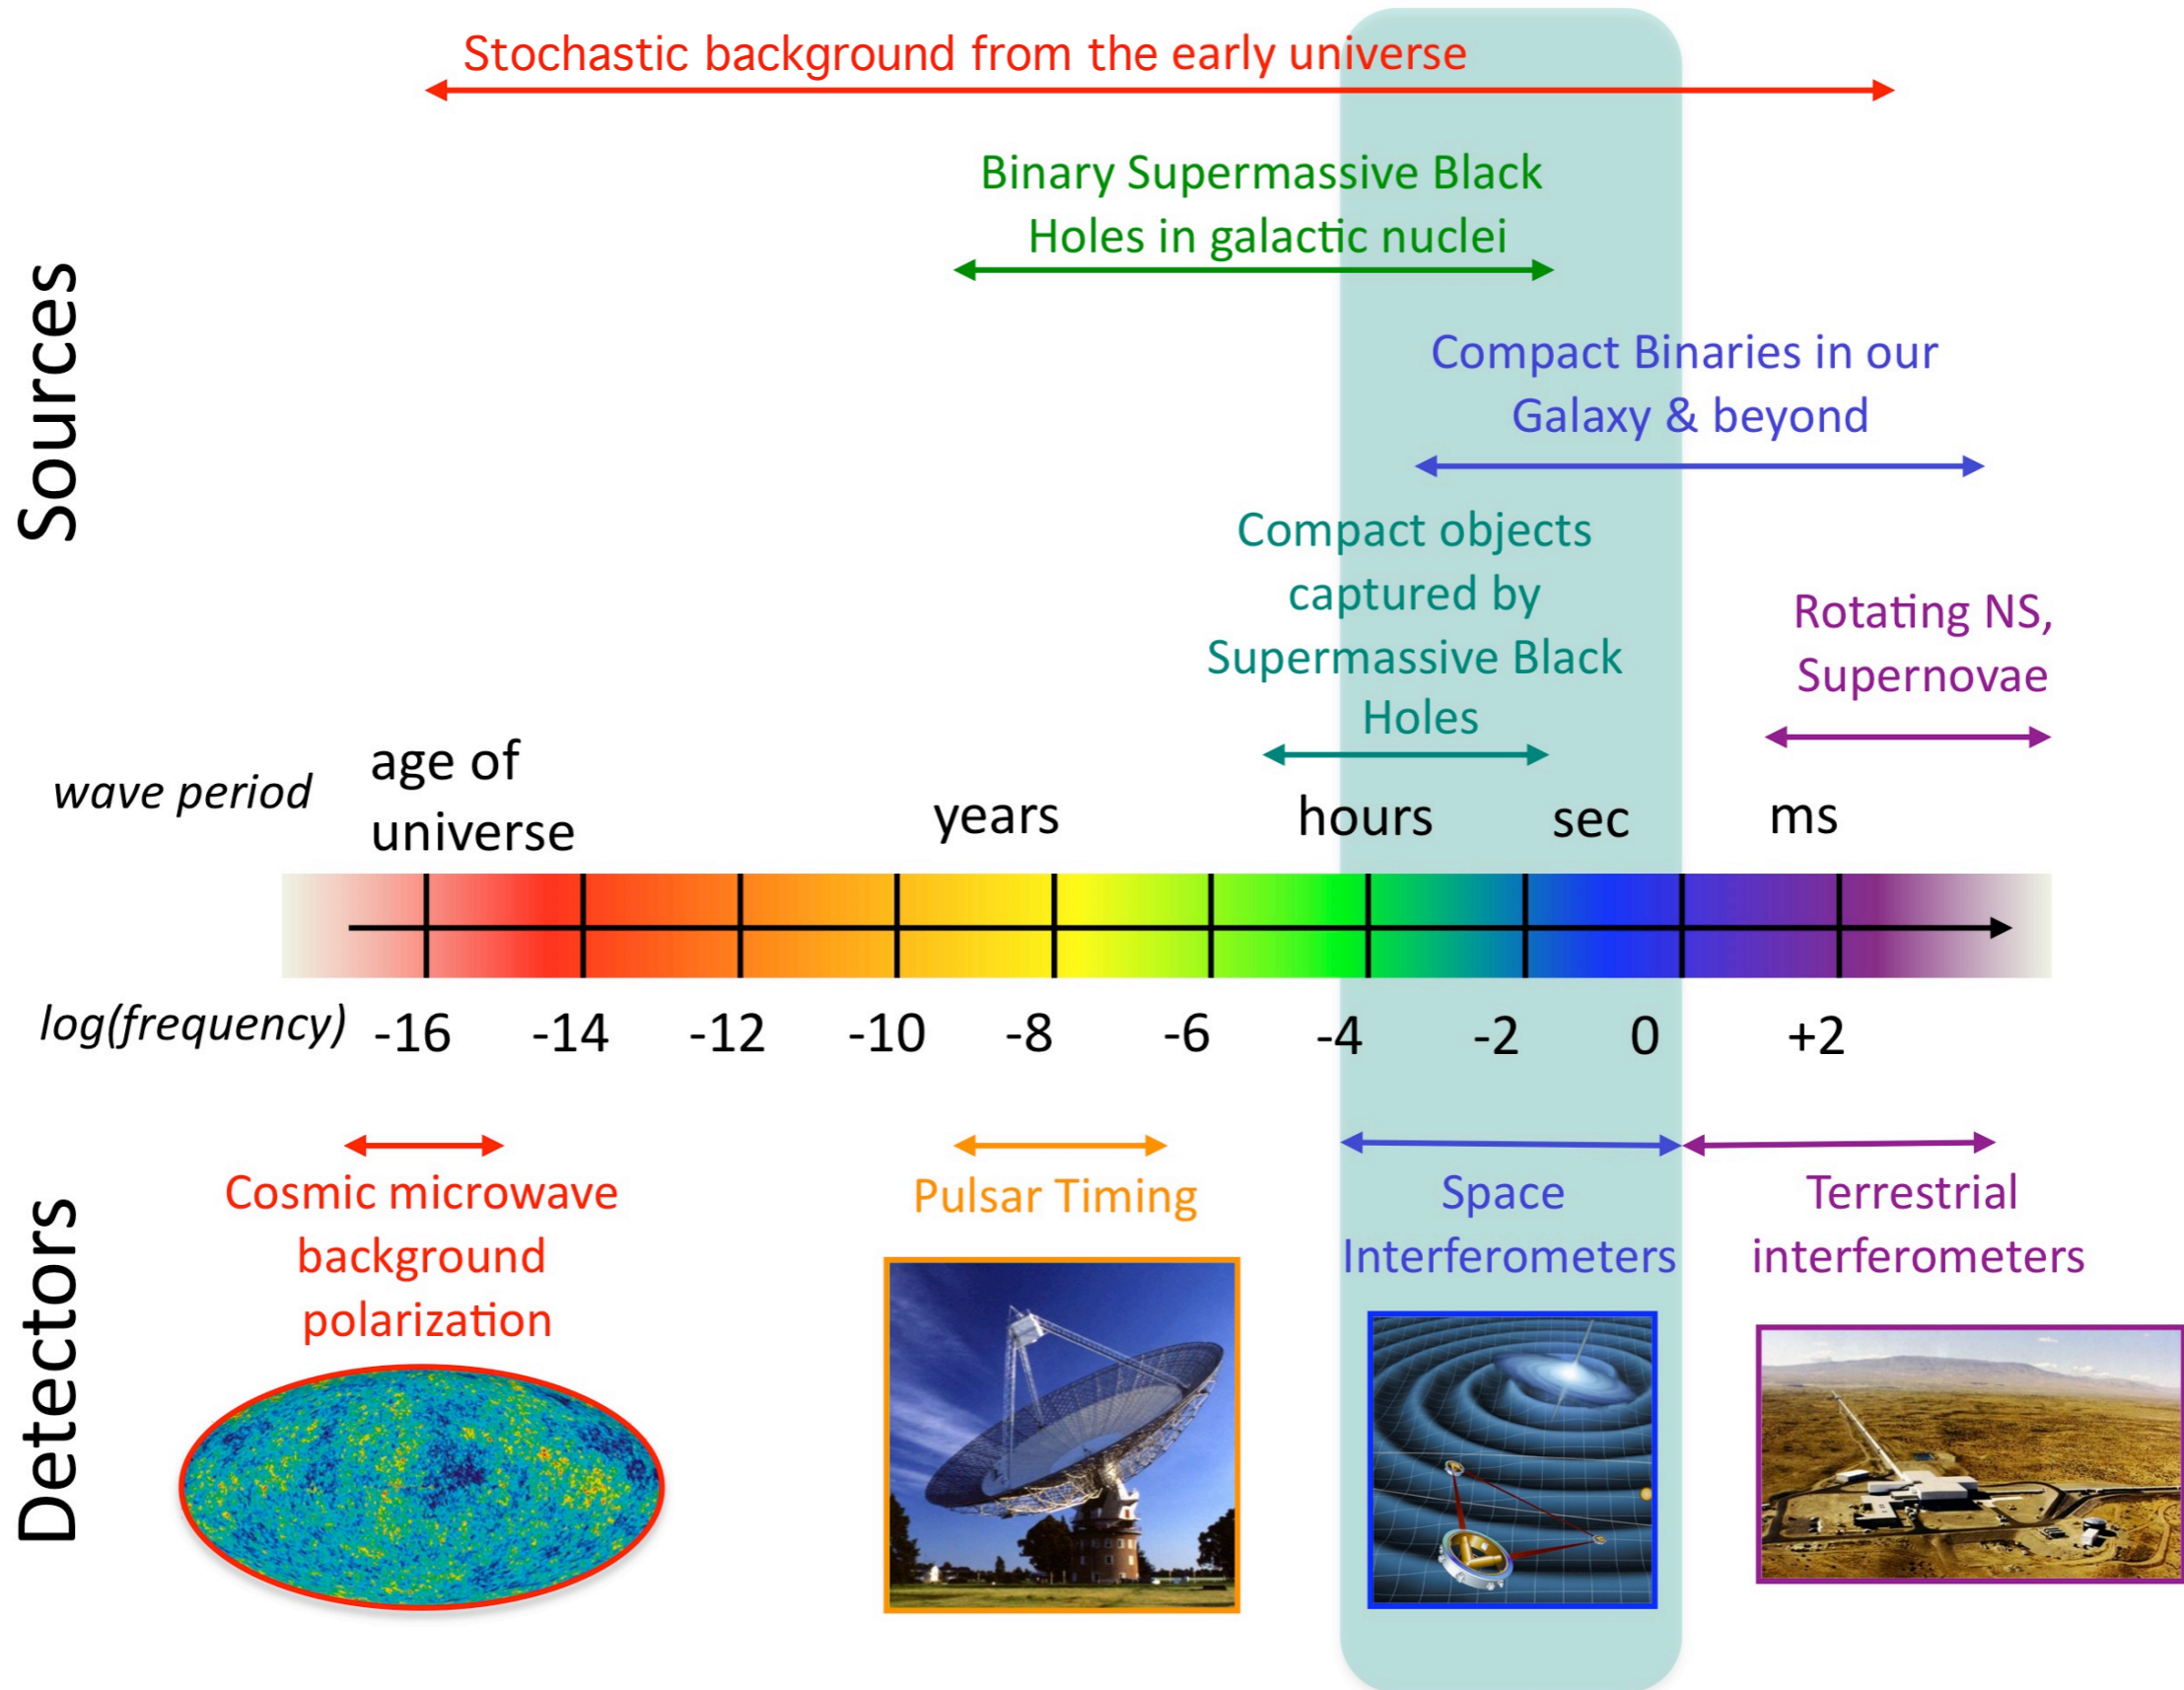 Stochastic background from the early universe
Binary Supermassive Black
Holes in galactic nuclei
Sources
Compact Binaries in our
Galaxy & beyond
Compact objects
captured by
Supermassive Black
Holes
Rotating NS,
Supernovae
wave period
age of
universe
years
hours
sec
ms
log(frequency)
-16 -14 -12 -10 -8 -6 -4 -2 0 +2
Detectors
Cosmic microwave
background
polarization
Pulsar Timing
Space
Interferometers
Terrestrial
interferometers